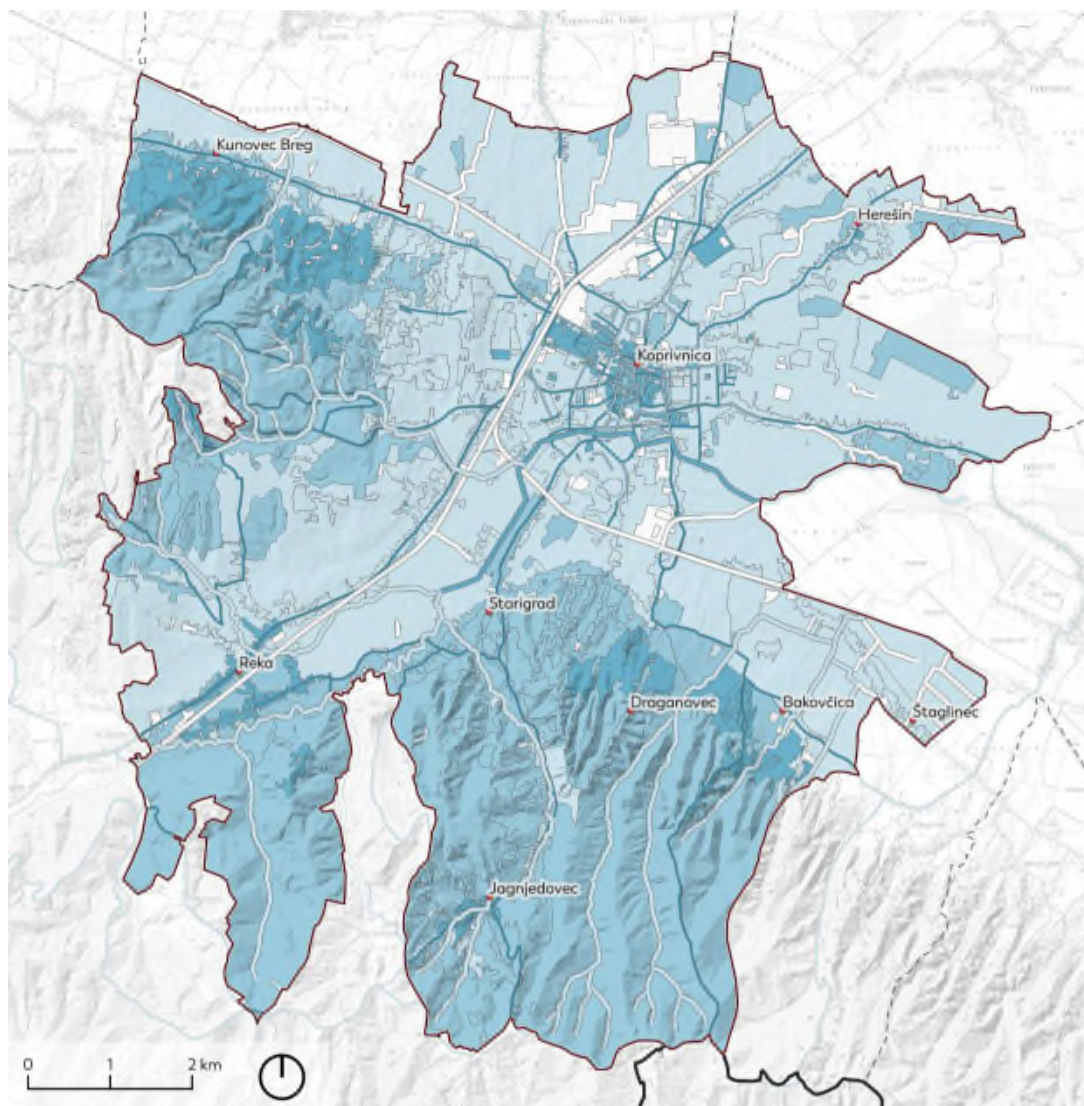 Kunovec Breg
Herešin
Koprivnica
Starigrad
Reka
Draganovec
Bakovčica
Štaglinec
Jagnjedovec
0 1 2 km